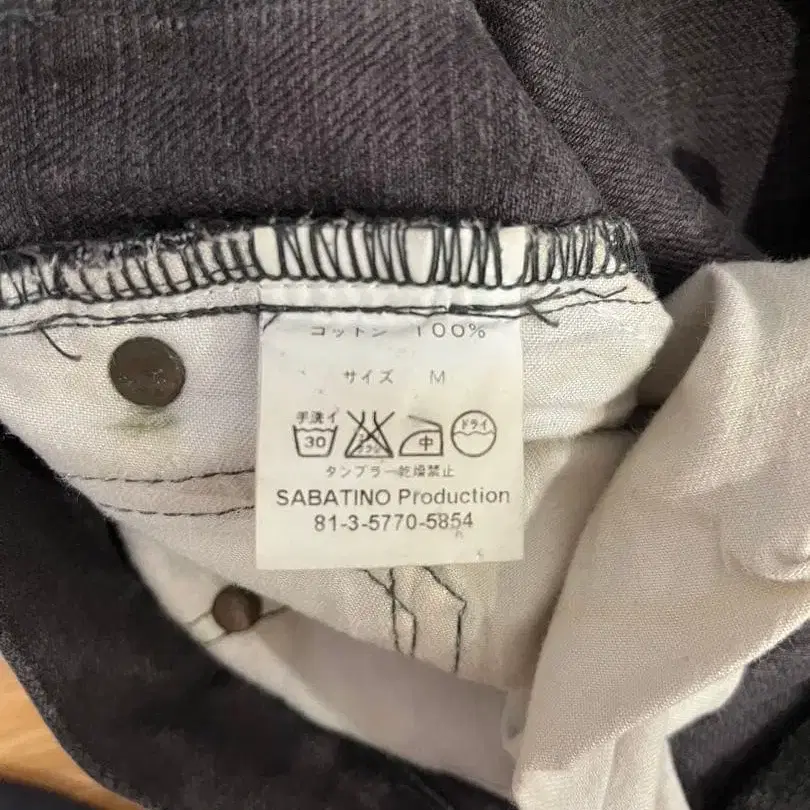 コットン 100%
サイズ M
手洗イ 30 中 ドライ
タンブラー乾燥禁止
SABATINO Production
81-3-5770-5854